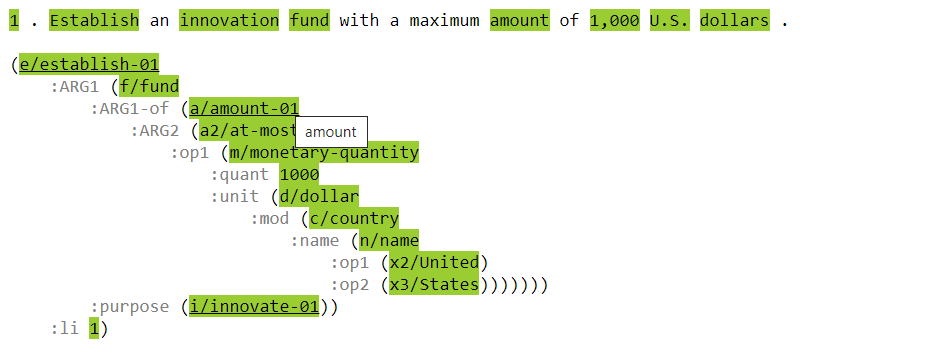 1 . Establish an innovation fund with a maximum amount of 1,000 U.S. dollars .
(e/establish-01
:ARG1 (f/fund
:ARG1-of (a/amount-01
:ARG2 (a2/at-most
amount
:op1 (m/monetary-quantity
:quant 1000
:unit (d/dollar
:mod (c/country
:name (n/name
:op1 (x2/United)
:op2 (x3/States)))))))
:purpose (i/innovate-01))
:li 1)